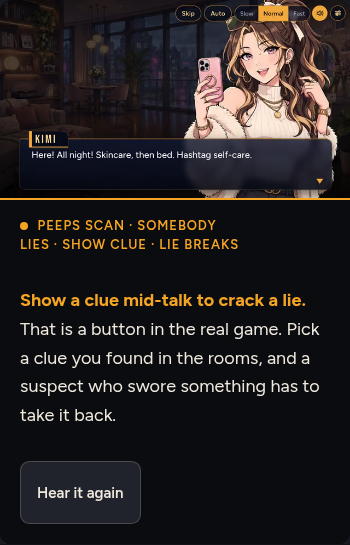 Skip Auto Slow Normal Fast
KIMI
Here! All night! Skincare, then bed. Hashtag self-care.
PEEPS SCAN · SOMEBODY
LIES · SHOW CLUE · LIE BREAKS
Show a clue mid-talk to crack a lie.
That is a button in the real game. Pick
a clue you found in the rooms, and a
suspect who swore something has to
take it back.
Hear it again